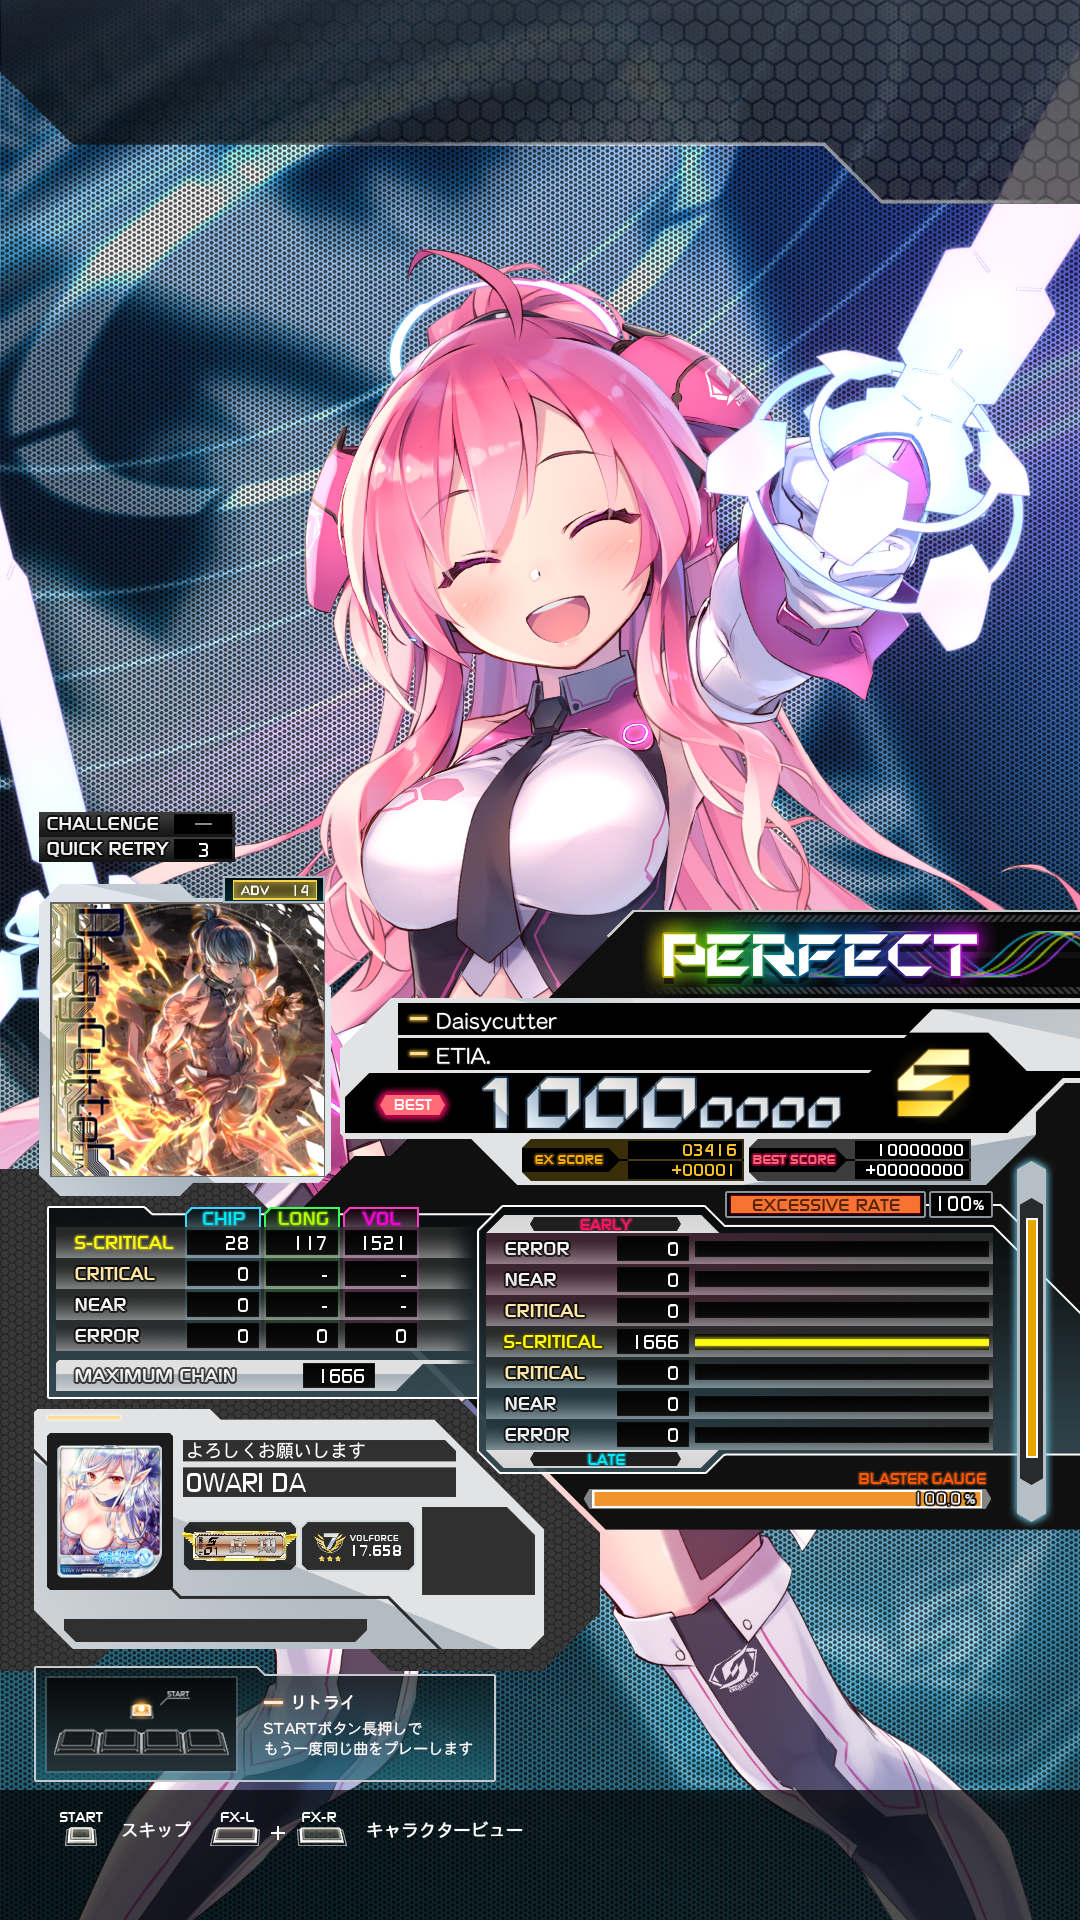 CHALLENGE —
QUICK RETRY 3
ADV 14
DaisyCutter
ETIA.
PERFECT
Daisycutter
ETIA.
BEST 10000000 S
EX SCORE 03416
+00001
BEST SCORE 10000000
+00000000
EXCESSIVE RATE 100%
CHIP LONG VOL
S-CRITICAL 28 117 1521
CRITICAL 0 - -
NEAR 0 - -
ERROR 0 0 0
MAXIMUM CHAIN 1666
EARLY
ERROR 0
NEAR 0
CRITICAL 0
S-CRITICAL 1666
CRITICAL 0
NEAR 0
ERROR 0
LATE
BLASTER GAUGE
100.0%
よろしくお願いします
OWARI DA
VOLFORCE
17.658
START
リトライ
STARTボタン長押しで
もう一度同じ曲をプレーします
START スキップ FX-L + FX-R キャラクタービュー